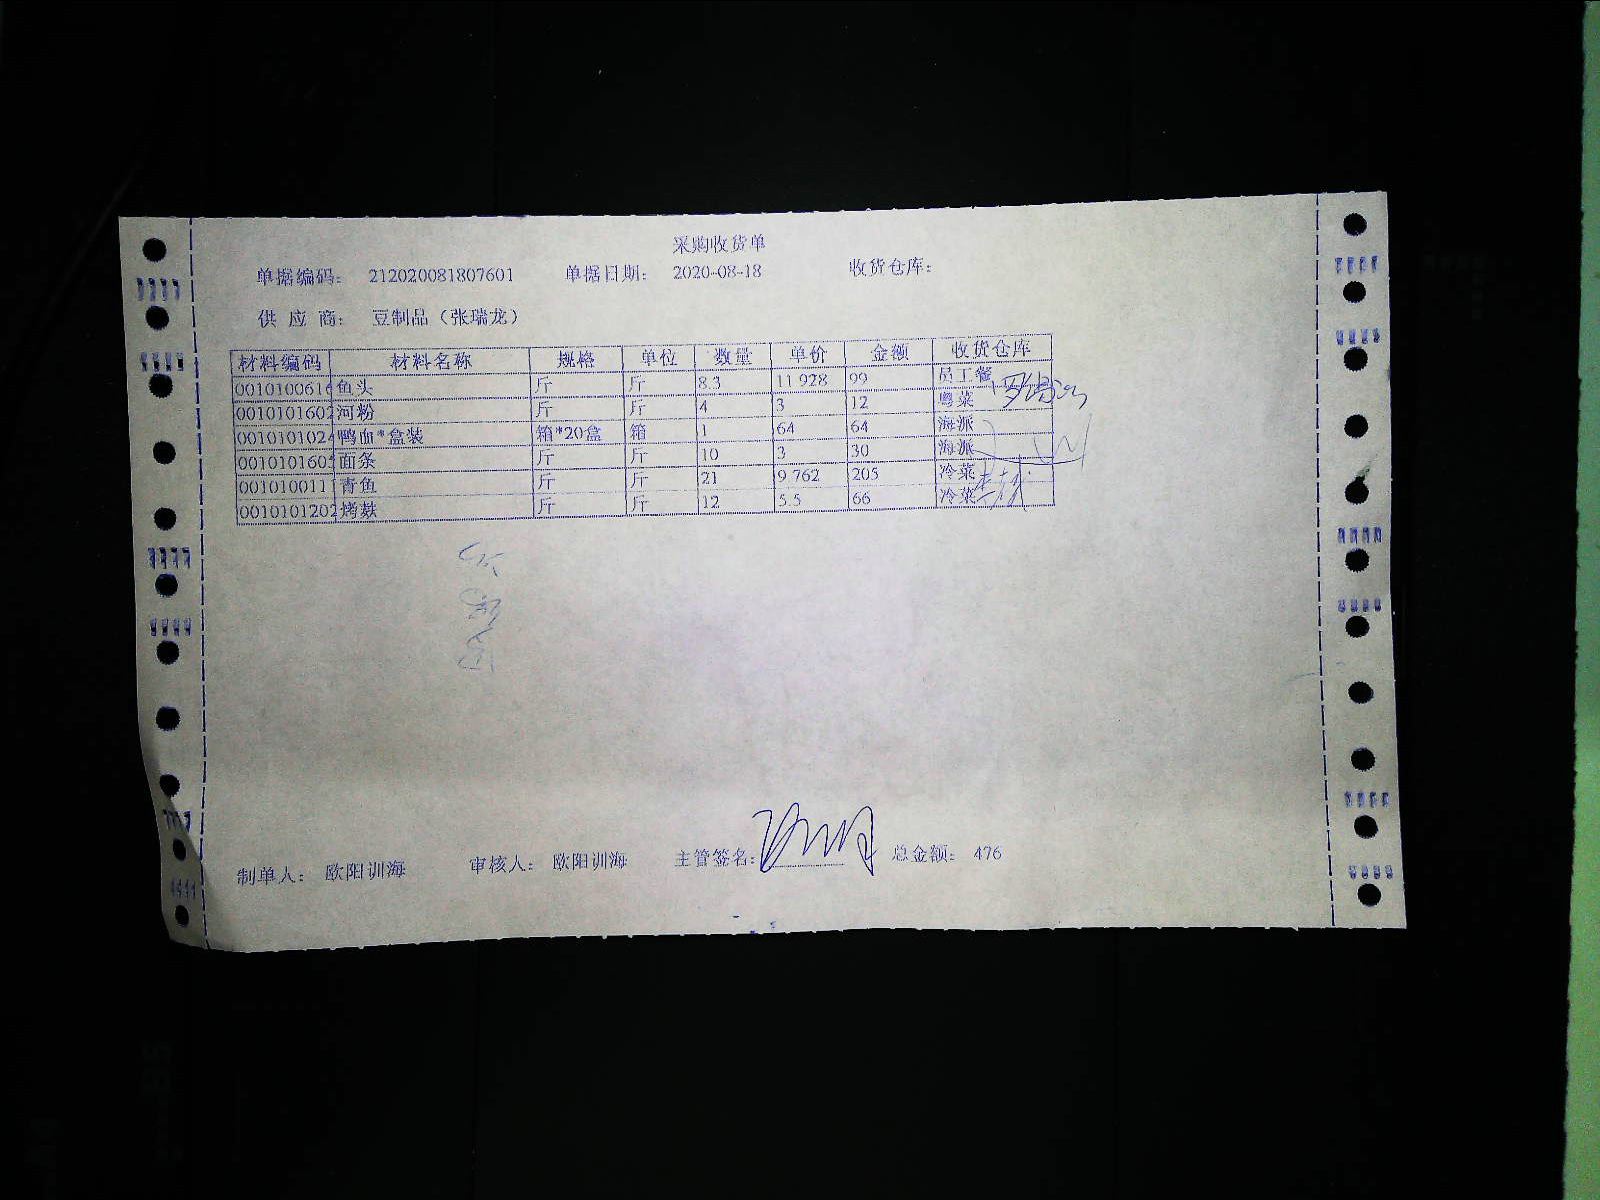 采购收货单
单据编码: 212020081807601 单据日期: 2020-08-18 收货仓库:
供应商: 豆制品（张瑞龙）
材料编码 材料名称 规格 单位 数量 单价 金额 收货仓库
0010100616 鱼头 斤 斤 8.3 11.928 99 员工餐
001010160 河粉 斤 斤 4 3 12 粤菜
001010102 鸭血*盒装 箱*20盒 箱 1 64 64 海派
001010160 面条 斤 斤 10 3 30 海派
001010011 青鱼 斤 斤 21 9.762 205 冷菜
001010120 烤麸 斤 斤 12 5.5 66 冷菜
制单人: 欧阳训海 审核人: 欧阳训海 主管签名: 总金额: 476